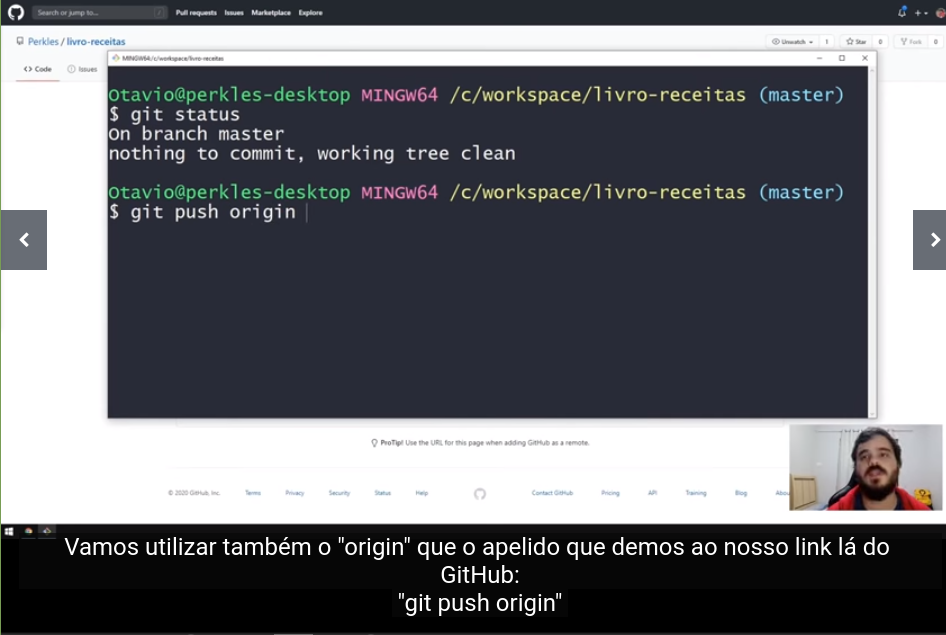 Search or jump to...
/
Pull requests Issues Marketplace Explore
Perkles / livro-receitas
Unwatch 1 Star 0 Fork 0
Code Issues
MINGW64:/c/workspace/livro-receitas
Otavio@perkles-desktop MINGW64 /c/workspace/livro-receitas (master)
$ git status
On branch master
nothing to commit, working tree clean
Otavio@perkles-desktop MINGW64 /c/workspace/livro-receitas (master)
$ git push origin
ProTip! Use the URL for this page when adding GitHub as a remote.
© 2020 GitHub, Inc. Terms Privacy Security Status Help Contact GitHub Pricing API Training Blog Abou
Vamos utilizar também o "origin" que o apelido que demos ao nosso link lá do
GitHub:
"git push origin"